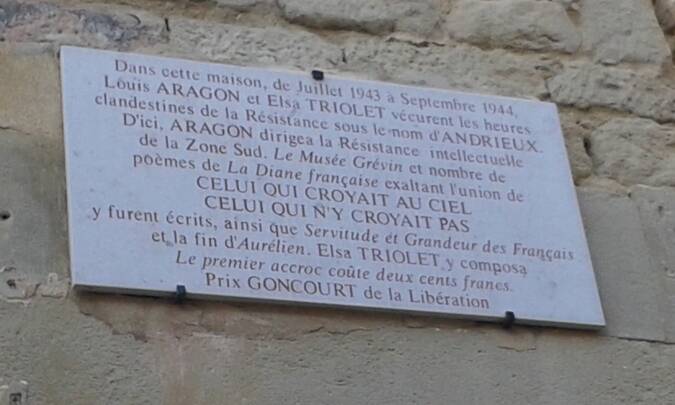 Dans cette maison, de Juillet 1943 à Septembre 1944,
Louis ARAGON et Elsa TRIOLET vécurent les heures
clandestines de la Résistance sous le nom d'ANDRIEUX.
D'ici, ARAGON dirigea la Résistance intellectuelle
de la Zone Sud. Le Musée Grévin et nombre de
poèmes de La Diane française exaltant l'union de
CELUI QUI CROYAIT AU CIEL
CELUI QUI N'Y CROYAIT PAS
y furent écrits, ainsi que Servitude et Grandeur des Français
et la fin d'Aurélien. Elsa TRIOLET y composa
Le premier accroc coûte deux cents francs.
Prix GONCOURT de la Libération